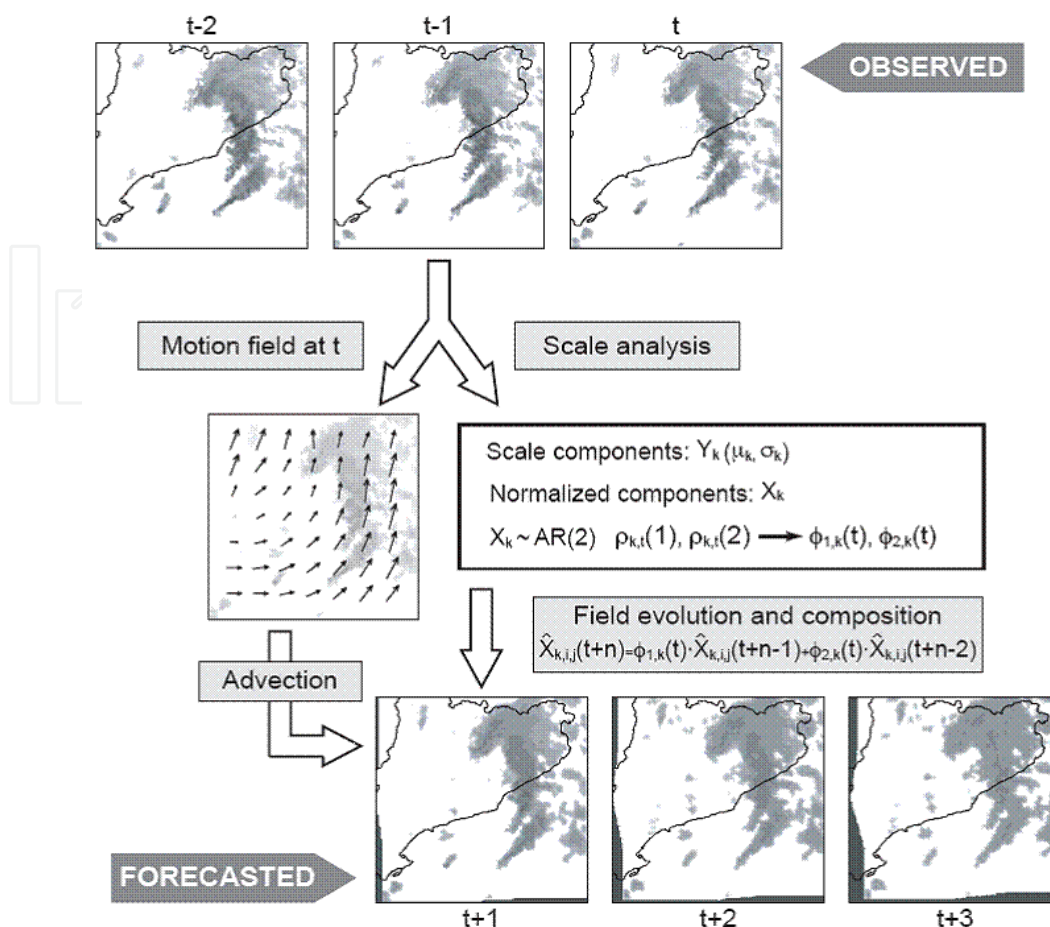 t-2 t-1 t
OBSERVED
Motion field at t
Scale analysis
Scale components: Yₖ(μₖ, σₖ)
Normalized components: Xₖ
Xₖ ~ AR(2) ρₖ,ₜ(1), ρₖ,ₜ(2) → ϕ₁,ₖ(t), ϕ₂,ₖ(t)
Field evolution and composition
X̂ₖ,ᵢ,ⱼ(t+n)=ϕ₁,ₖ(t)·X̂ₖ,ᵢ,ⱼ(t+n-1)+ϕ₂,ₖ(t)·X̂ₖ,ᵢ,ⱼ(t+n-2)
Advection
FORECASTED
t+1 t+2 t+3